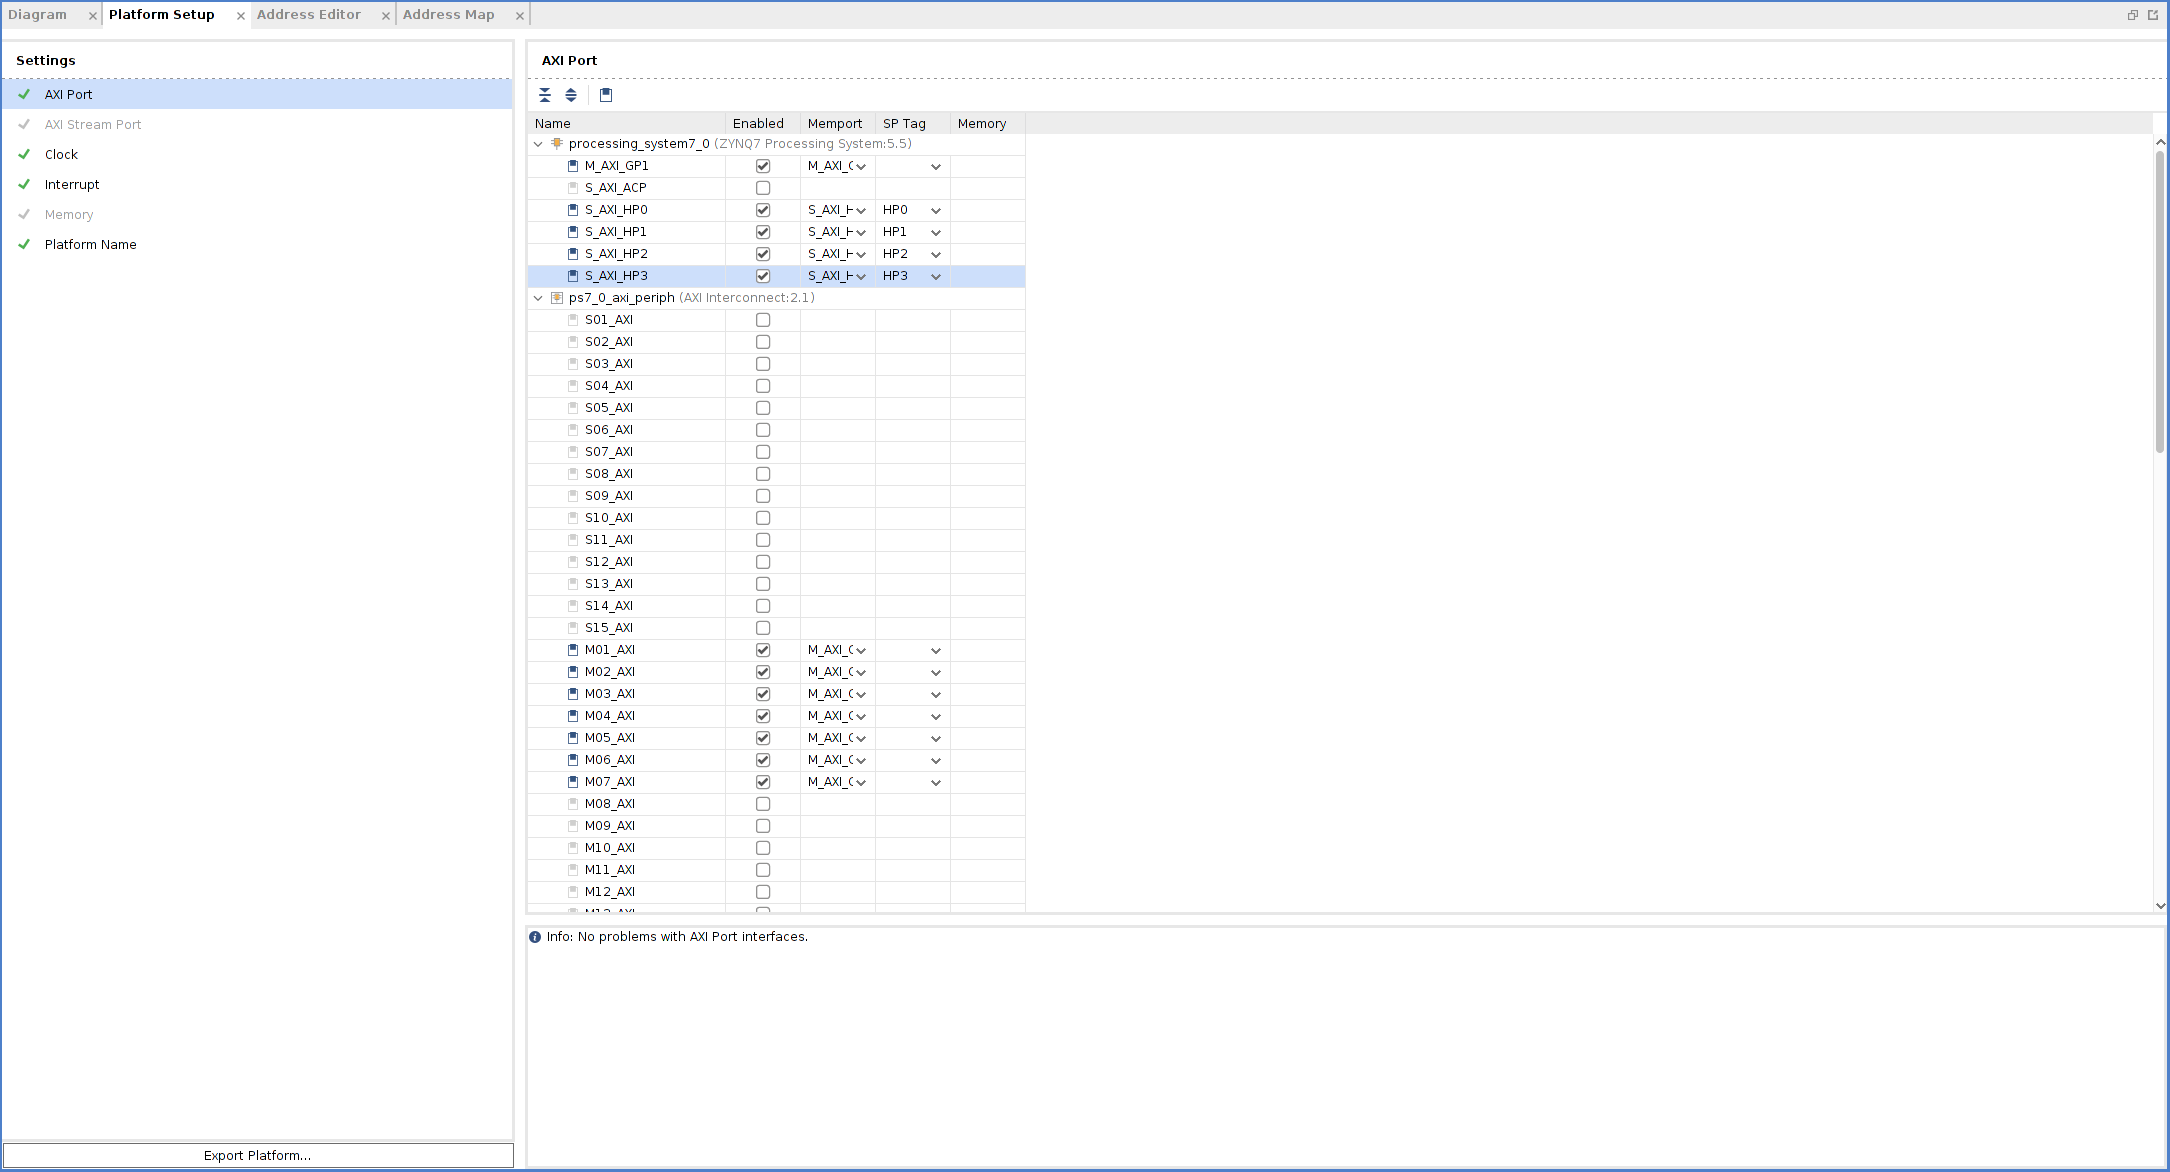 Diagram Platform Setup Address Editor Address Map
Settings
AXI Port
AXI Stream Port
Clock
Interrupt
Memory
Platform Name
Export Platform...
AXI Port
Name Enabled Memport SP Tag Memory
processing_system7_0 (ZYNQ7 Processing System:5.5)
M_AXI_GP1 M_AXI_
S_AXI_ACP
S_AXI_HP0 S_AXI_H HP0
S_AXI_HP1 S_AXI_H HP1
S_AXI_HP2 S_AXI_H HP2
S_AXI_HP3 S_AXI_H HP3
ps7_0_axi_periph (AXI Interconnect:2.1)
S01_AXI
S02_AXI
S03_AXI
S04_AXI
S05_AXI
S06_AXI
S07_AXI
S08_AXI
S09_AXI
S10_AXI
S11_AXI
S12_AXI
S13_AXI
S14_AXI
S15_AXI
M01_AXI M_AXI_
M02_AXI M_AXI_
M03_AXI M_AXI_
M04_AXI M_AXI_
M05_AXI M_AXI_
M06_AXI M_AXI_
M07_AXI M_AXI_
M08_AXI
M09_AXI
M10_AXI
M11_AXI
M12_AXI
Info: No problems with AXI Port interfaces.